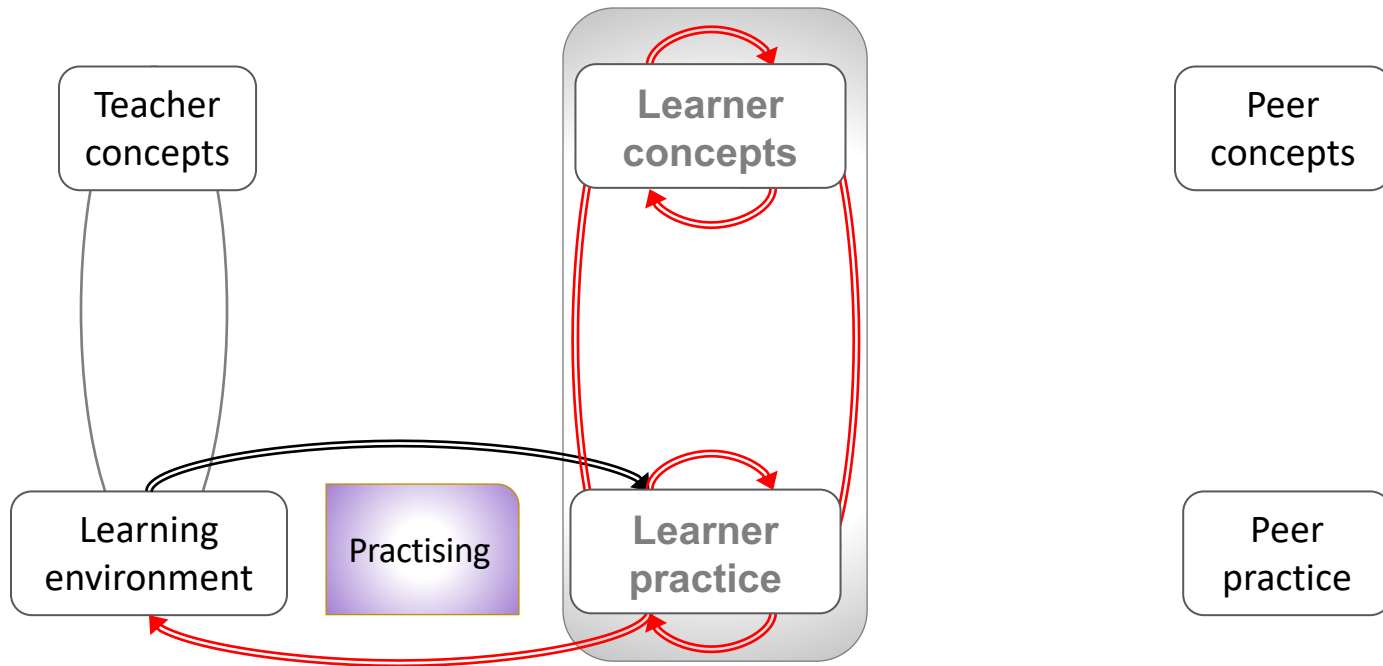 Teacher
concepts
Learner
concepts
Peer
concepts
Learning
environment
Practising
Learner
practice
Peer
practice